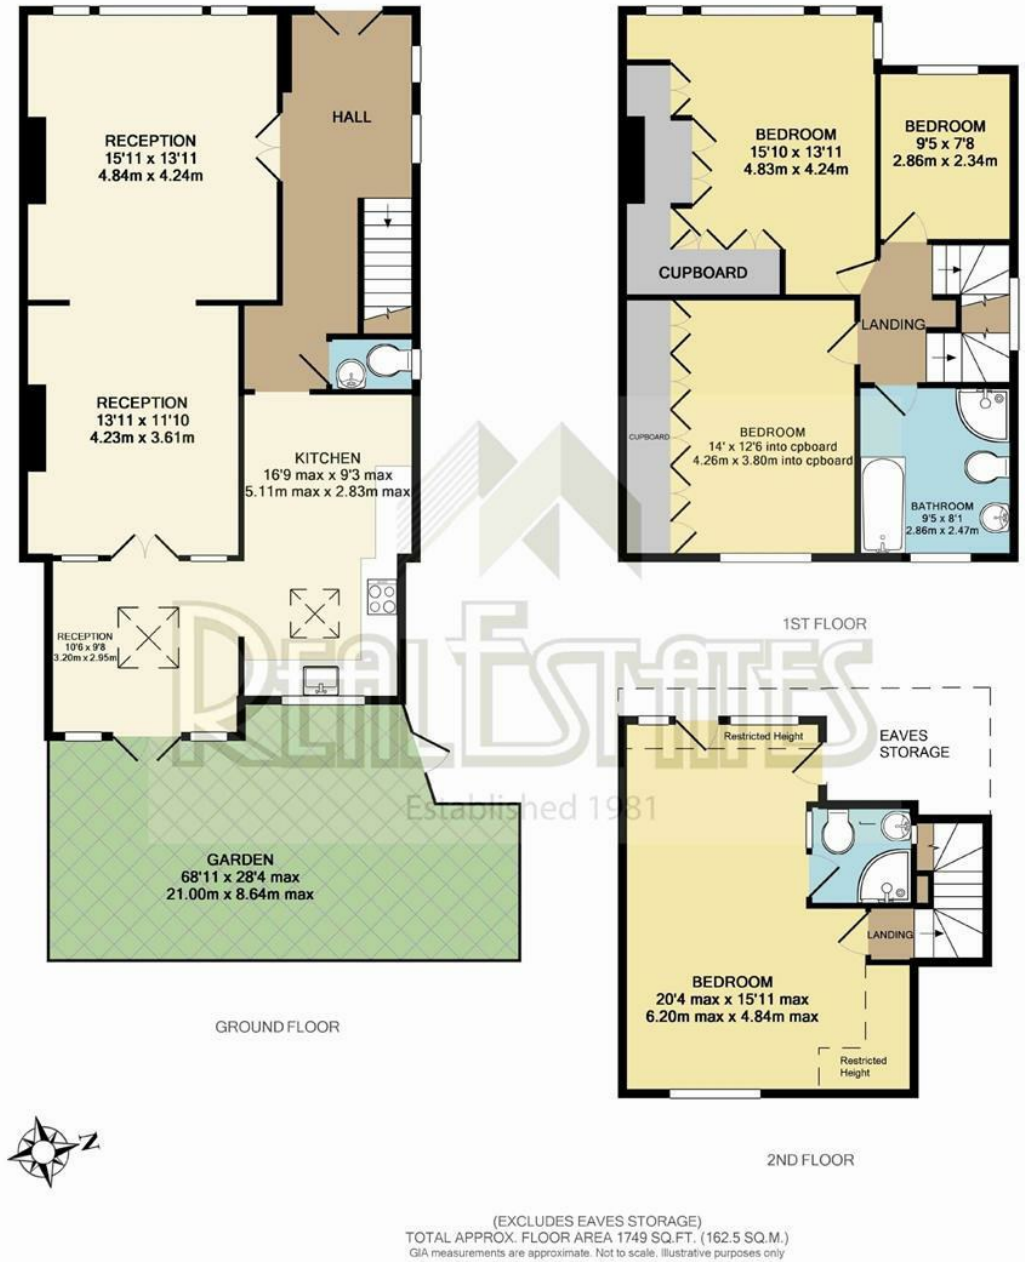 RECEPTION
15'11 x 13'11
4.84m x 4.24m
HALL
RECEPTION
13'11 x 11'10
4.23m x 3.61m
KITCHEN
16'9 max x 9'3 max
5.11m max x 2.83m max
RECEPTION
10'6 x 9'8
3.20m x 2.95m
GARDEN
68'11 x 28'4 max
21.00m x 8.64m max
GROUND FLOOR
BEDROOM
15'10 x 13'11
4.83m x 4.24m
BEDROOM
9'5 x 7'8
2.86m x 2.34m
CUPBOARD
LANDING
CUPBOARD
BEDROOM
14' x 12'6 into cpboard
4.26m x 3.80m into cpboard
BATHROOM
9'5 x 8'1
2.86m x 2.47m
1ST FLOOR
REAL ESTATES
Established 1981
Restricted Height
EAVES
STORAGE
LANDING
BEDROOM
20'4 max x 15'11 max
6.20m max x 4.84m max
Restricted
Height
2ND FLOOR
N
(EXCLUDES EAVES STORAGE)
TOTAL APPROX. FLOOR AREA 1749 SQ.FT. (162.5 SQ.M.)
GIA measurements are approximate. Not to scale. Illustrative purposes only